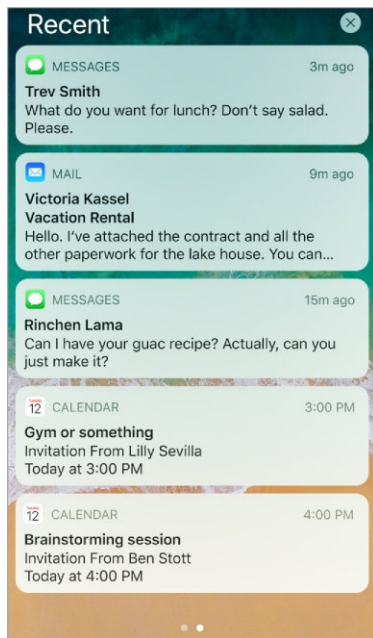 Recent
MESSAGES 3m ago
Trev Smith
What do you want for lunch? Don't say salad.
Please.
MAIL 9m ago
Victoria Kassel
Vacation Rental
Hello. I've attached the contract and all the
other paperwork for the lake house. You can...
MESSAGES 15m ago
Rinchen Lama
Can I have your guac recipe? Actually, can you
just make it?
Tuesday
12 CALENDAR 3:00 PM
Gym or something
Invitation From Lilly Sevilla
Today at 3:00 PM
Tuesday
12 CALENDAR 4:00 PM
Brainstorming session
Invitation From Ben Stott
Today at 4:00 PM